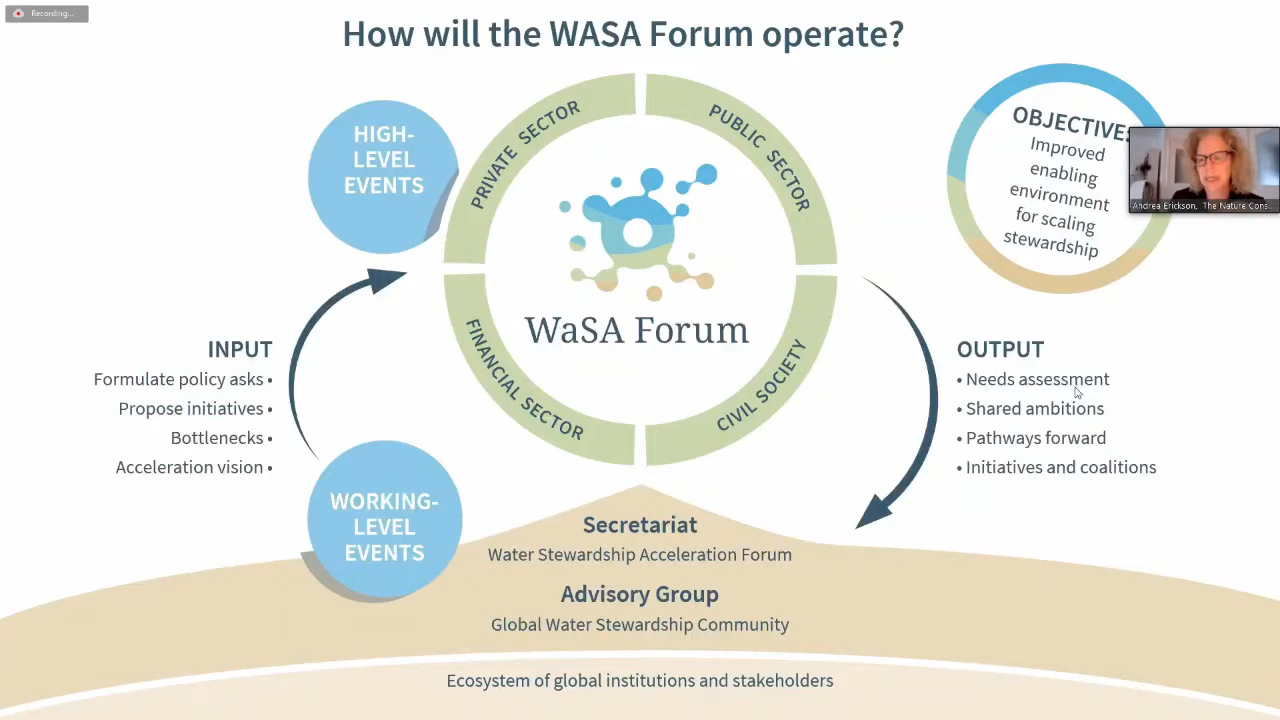 Recording...
How will the WASA Forum operate?
HIGH-
LEVEL
EVENTS
PRIVATE SECTOR
PUBLIC SECTOR
FINANCIAL SECTOR
CIVIL SOCIETY
WaSA Forum
OBJECTIVE:
Improved
enabling
environment
for scaling
stewardship
Andrea Erickson, The Nature Cons...
INPUT
Formulate policy asks •
Propose initiatives •
Bottlenecks •
Acceleration vision •
OUTPUT
• Needs assessment
• Shared ambitions
• Pathways forward
• Initiatives and coalitions
WORKING-
LEVEL
EVENTS
Secretariat
Water Stewardship Acceleration Forum
Advisory Group
Global Water Stewardship Community
Ecosystem of global institutions and stakeholders